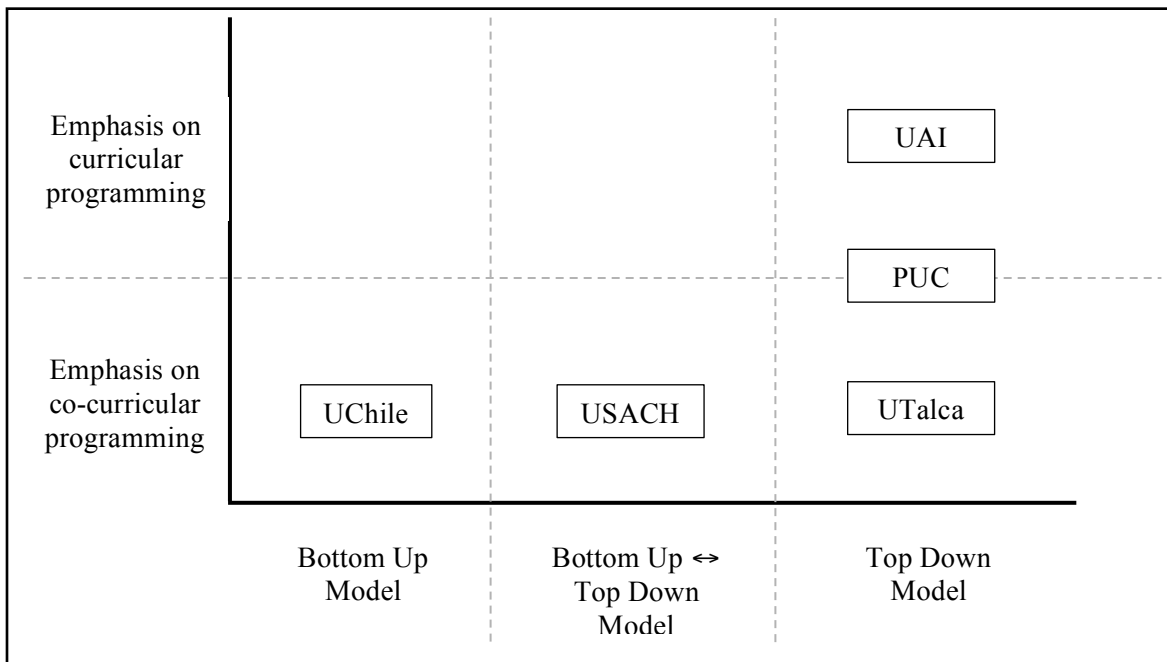 Emphasis on
curricular
programming
UAI
PUC
Emphasis on
co-curricular
programming
UChile
USACH
UTalca
Bottom Up
Model
Bottom Up ↔
Top Down
Model
Top Down
Model